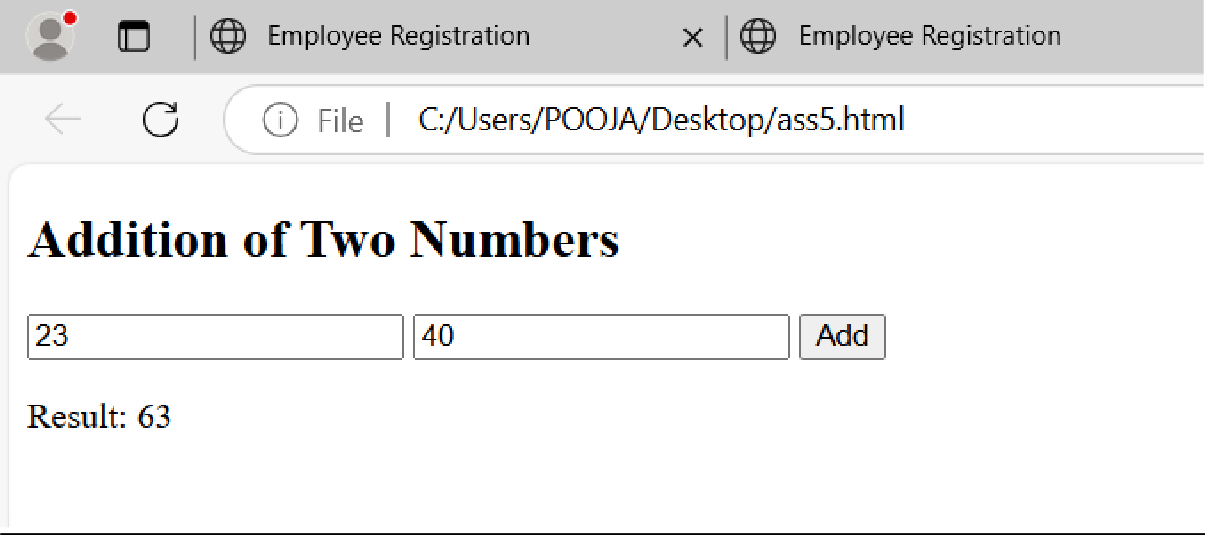 Employee Registration Employee Registration
File C:/Users/POOJA/Desktop/ass5.html
Addition of Two Numbers
23 40 Add
Result: 63